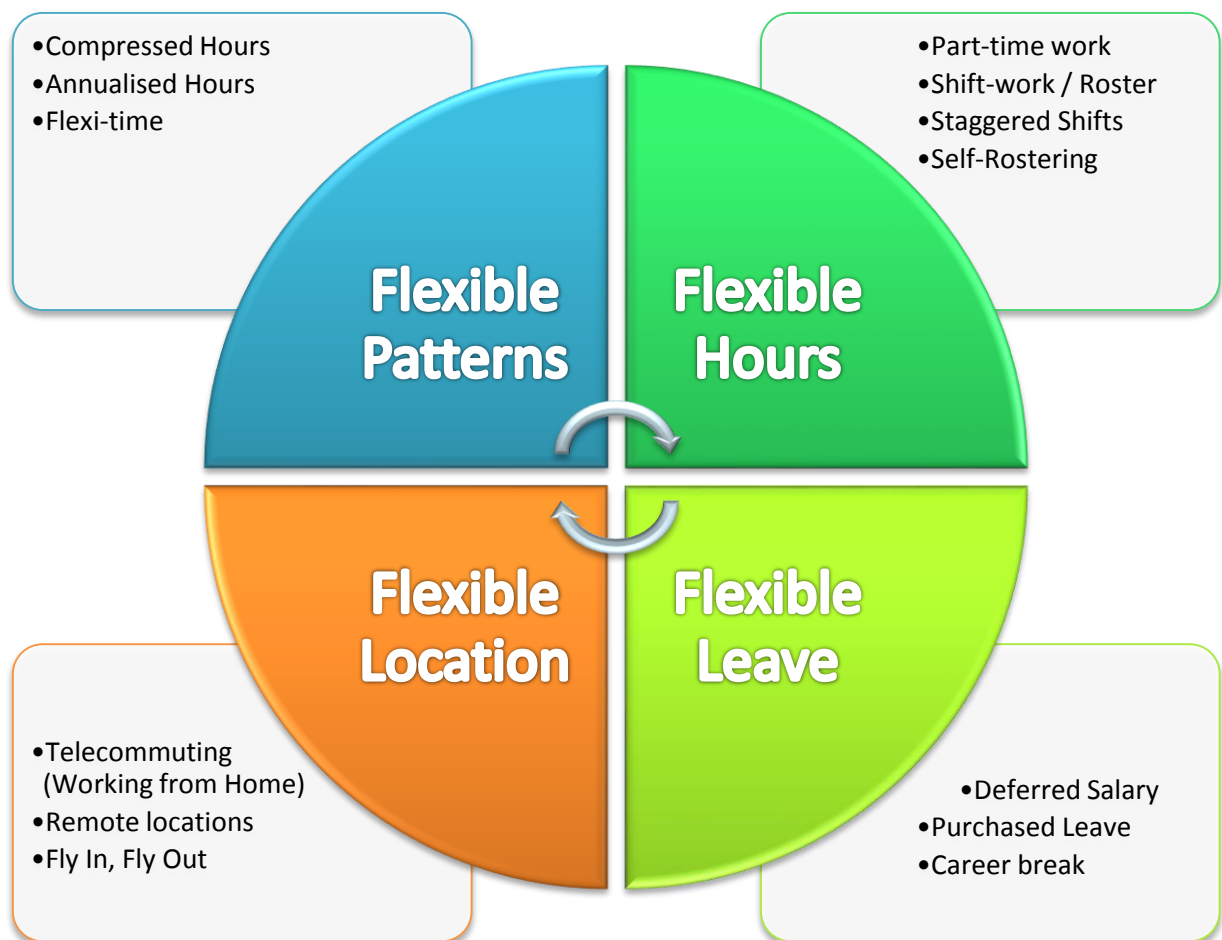 •Compressed Hours
•Annualised Hours
•Flexi-time
•Part-time work
•Shift-work / Roster
•Staggered Shifts
•Self-Rostering
Flexible
Patterns
Flexible
Hours
Flexible
Location
Flexible
Leave
•Telecommuting
(Working from Home)
•Remote locations
•Fly In, Fly Out
•Deferred Salary
•Purchased Leave
•Career break